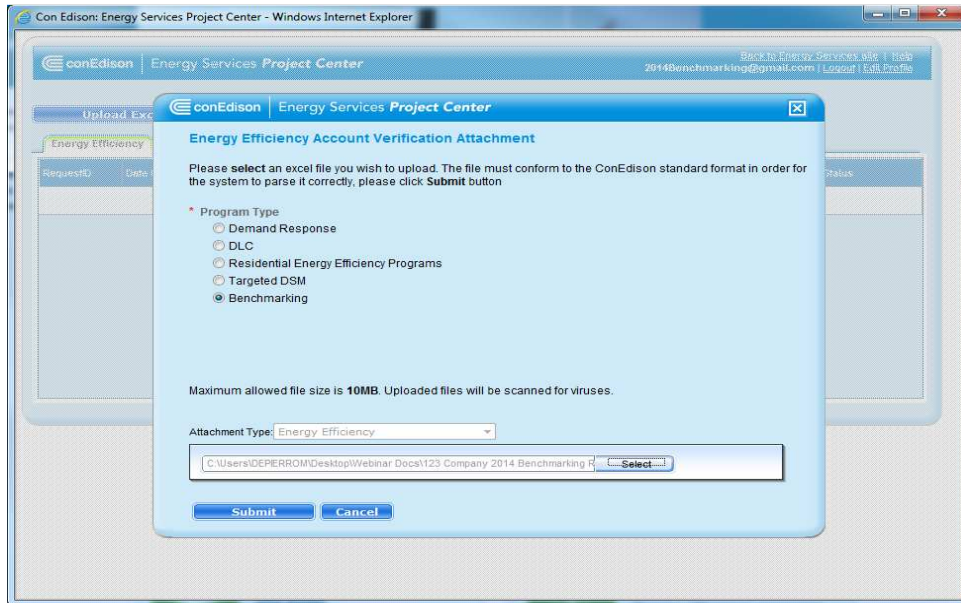 Con Edison: Energy Services Project Center - Windows Internet Explorer
conEdison | Energy Services Project Center
Back to Energy Services site | Help
2014Benchmarking@gmail.com | Logout | Edit Profile
Upload Exc
Energy Efficiency
RequestID Date Status
conEdison | Energy Services Project Center
Energy Efficiency Account Verification Attachment
Please select an excel file you wish to upload. The file must conform to the ConEdison standard format in order for
the system to parse it correctly, please click Submit button
* Program Type
Demand Response
DLC
Residential Energy Efficiency Programs
Targeted DSM
Benchmarking
Maximum allowed file size is 10MB. Uploaded files will be scanned for viruses.
Attachment Type: Energy Efficiency
C:\Users\DEPIERROM\Desktop\Webinar Docs\123 Company 2014 Benchmarking R Select
Submit Cancel